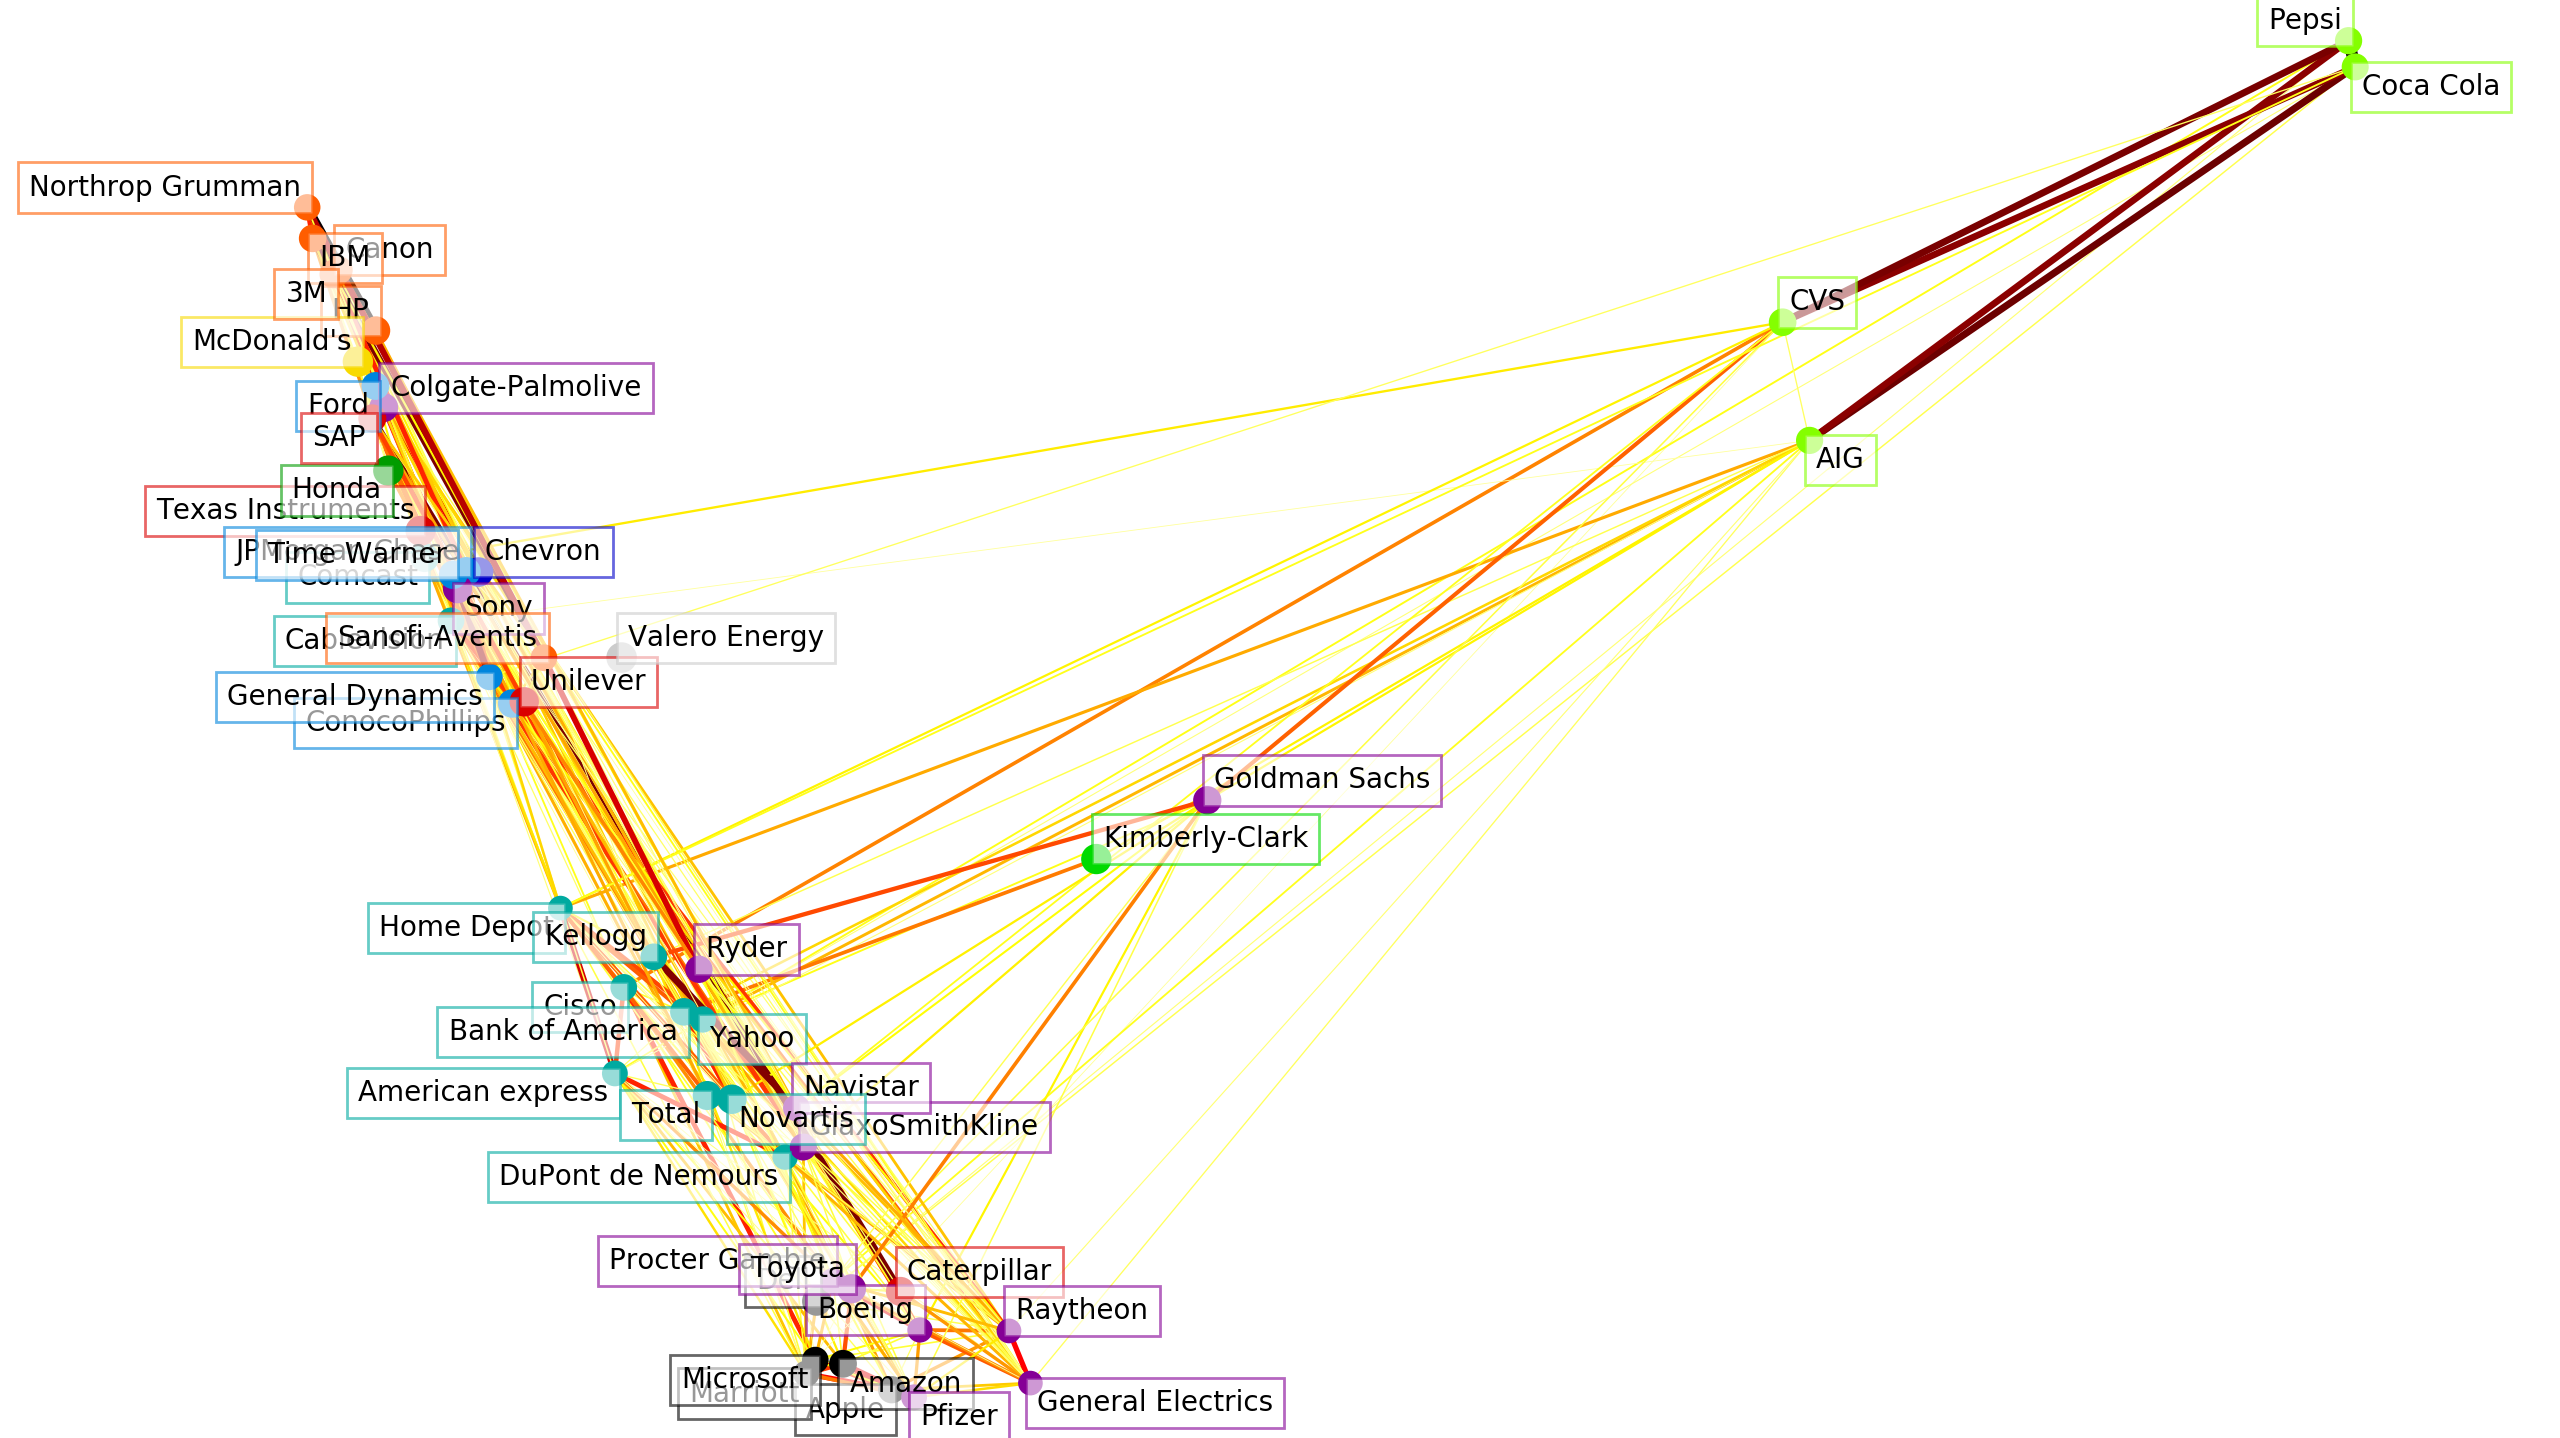 Pepsi
Coca Cola
Northrop Grumman
Canon
IBM
3M
HP
CVS
McDonald's
Colgate-Palmolive
Ford
SAP
AIG
Honda
Texas Instruments
JPMorgan Chase
Time Warner
Chevron
Comcast
Sony
Cablevision
Sanofi-Aventis
Valero Energy
Unilever
General Dynamics
ConocoPhillips
Goldman Sachs
Kimberly-Clark
Home Depot
Kellogg
Ryder
Cisco
Bank of America
Yahoo
American express
Navistar
Total
Novartis
GlaxoSmithKline
DuPont de Nemours
Procter Gamble
Toyota
Dell
Caterpillar
Boeing
Raytheon
Microsoft
Marriott
Amazon
Apple
Pfizer
General Electrics